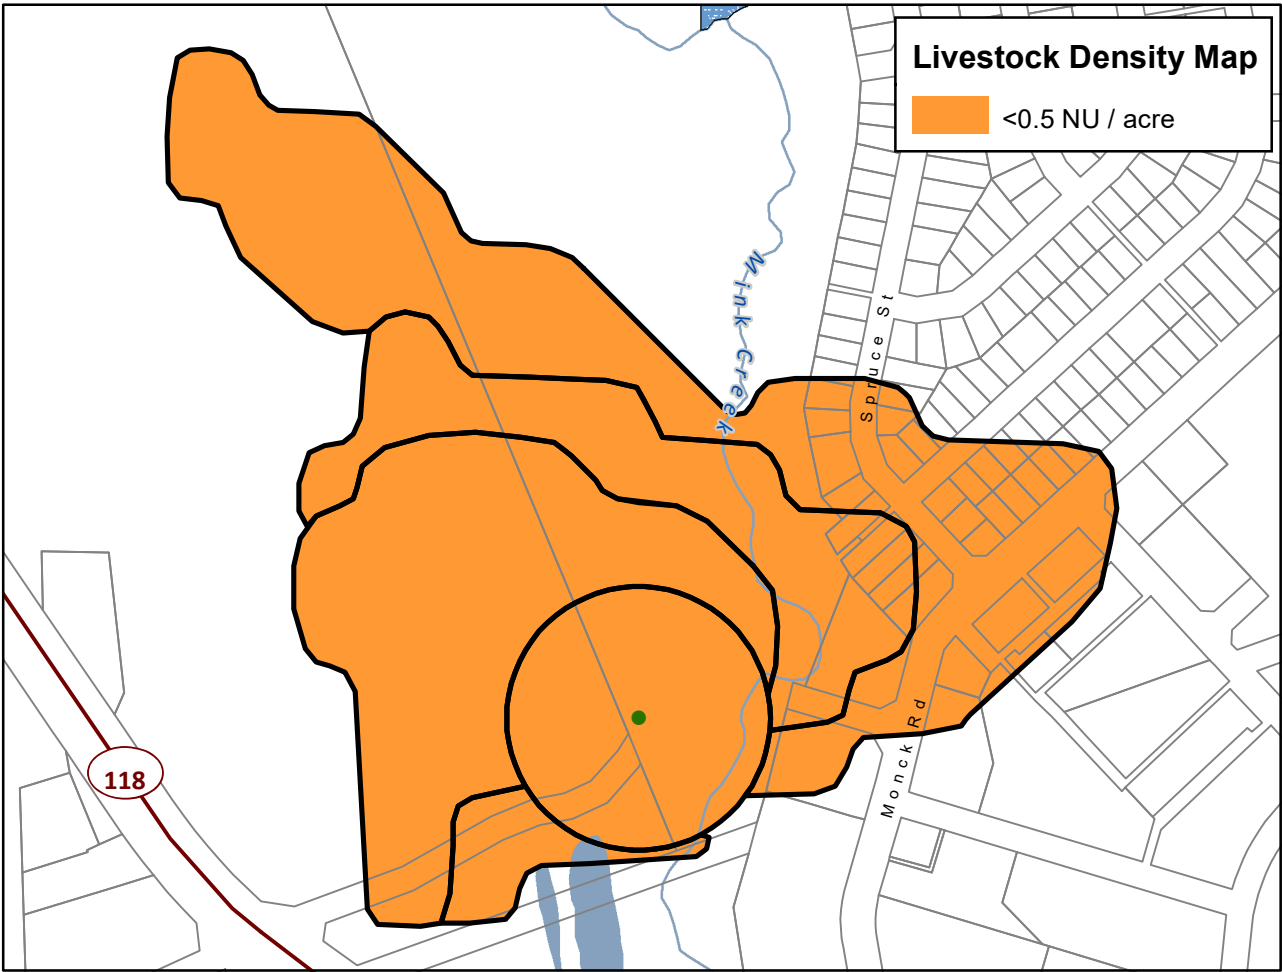 Livestock Density Map
<0.5 NU / acre
Mink Creek
Spruce St
Monck Rd
118